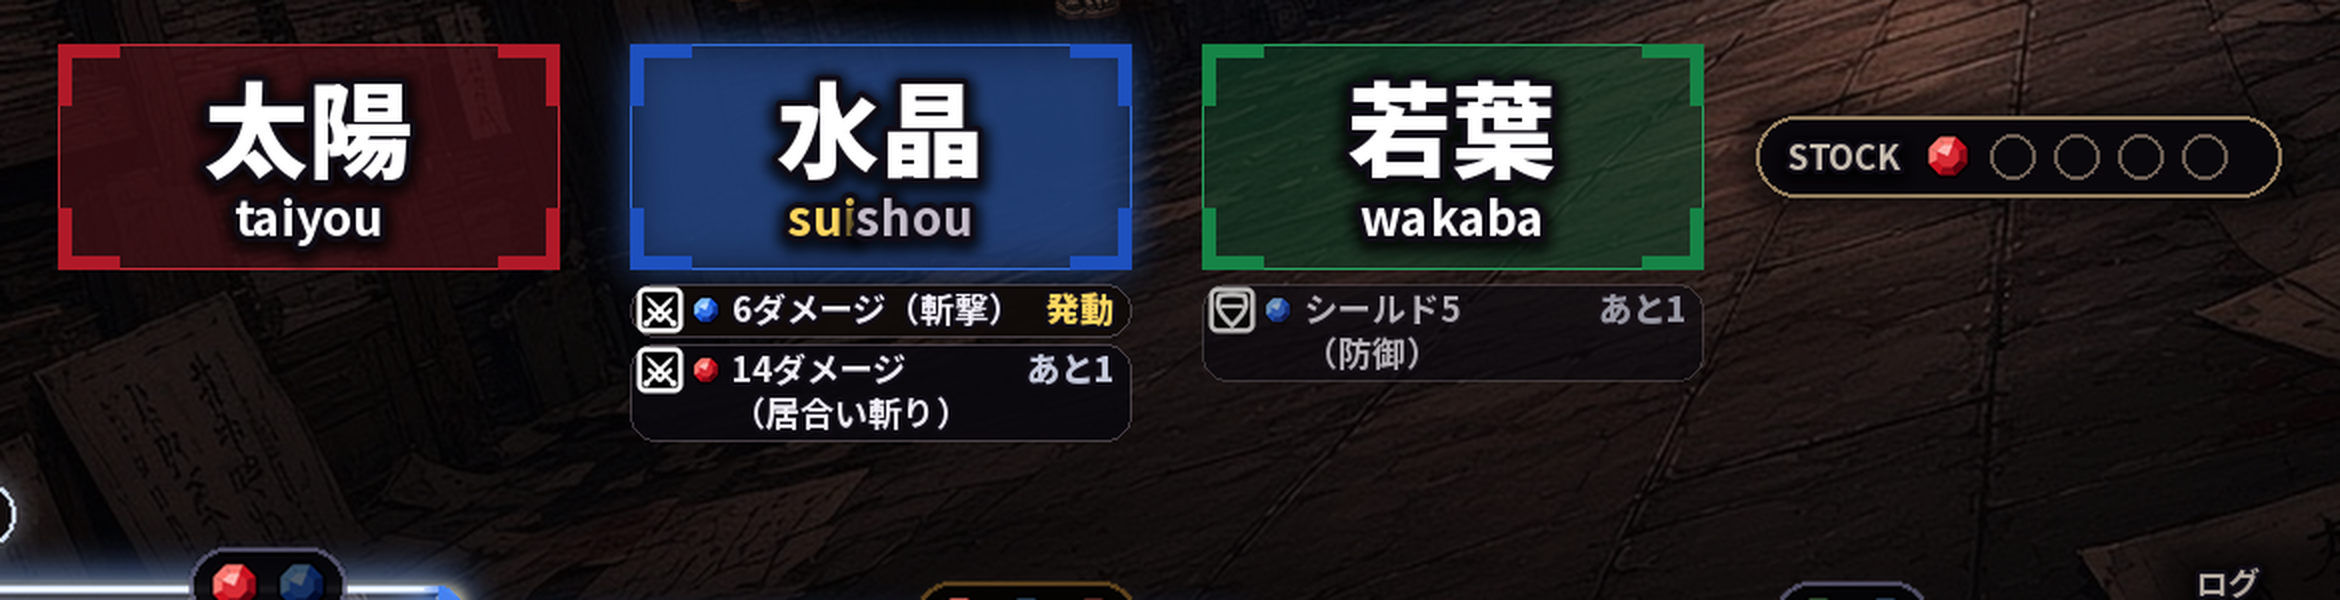 太陽
taiyou
水晶
suishou
若葉
wakaba
STOCK
6ダメージ（斬撃） 発動
14ダメージ あと1
（居合い斬り）
シールド5 あと1
（防御）
ログ